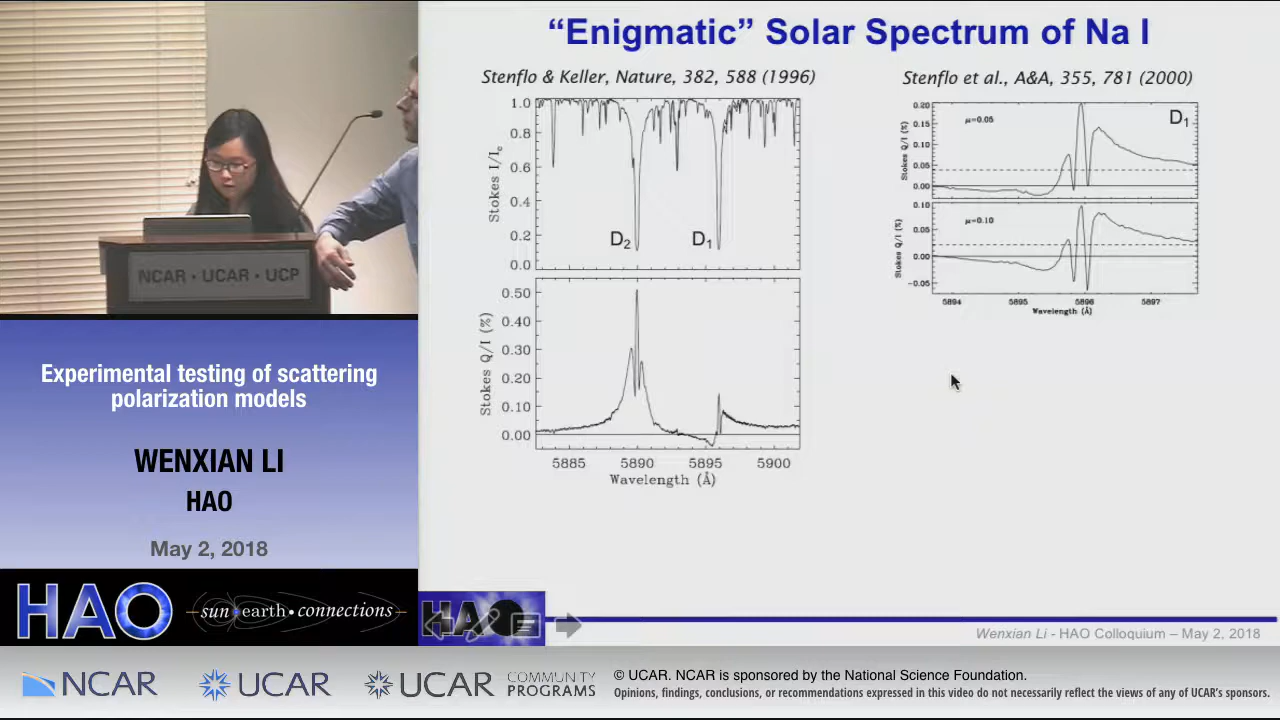 "Enigmatic" Solar Spectrum of Na I
Stenflo & Keller, Nature, 382, 588 (1996)
Stenflo et al., A&A, 355, 781 (2000)
1.0
0.8
0.6
0.4
0.2
0.0
Stokes I/Ic
D2
D1
0.50
0.40
0.30
0.20
0.10
0.00
Stokes Q/I (%)
5885
5890
5895
5900
Wavelength (Å)
0.20
0.15
0.10
0.05
0.00
Stokes Q/I (%)
μ=0.05
D1
0.10
0.05
0.00
-0.05
Stokes Q/I (%)
μ=0.10
5894
5895
5896
5897
Wavelength (Å)
NCAR • UCAR • UCP
Experimental testing of scattering
polarization models
WENXIAN LI
HAO
May 2, 2018
HAO
sun•earth•connections
HAO
Wenxian Li - HAO Colloquium – May 2, 2018
NCAR
UCAR
UCAR
COMMUNITY
PROGRAMS
© UCAR. NCAR is sponsored by the National Science Foundation.
Opinions, findings, conclusions, or recommendations expressed in this video do not necessarily reflect the views of any of UCAR's sponsors.